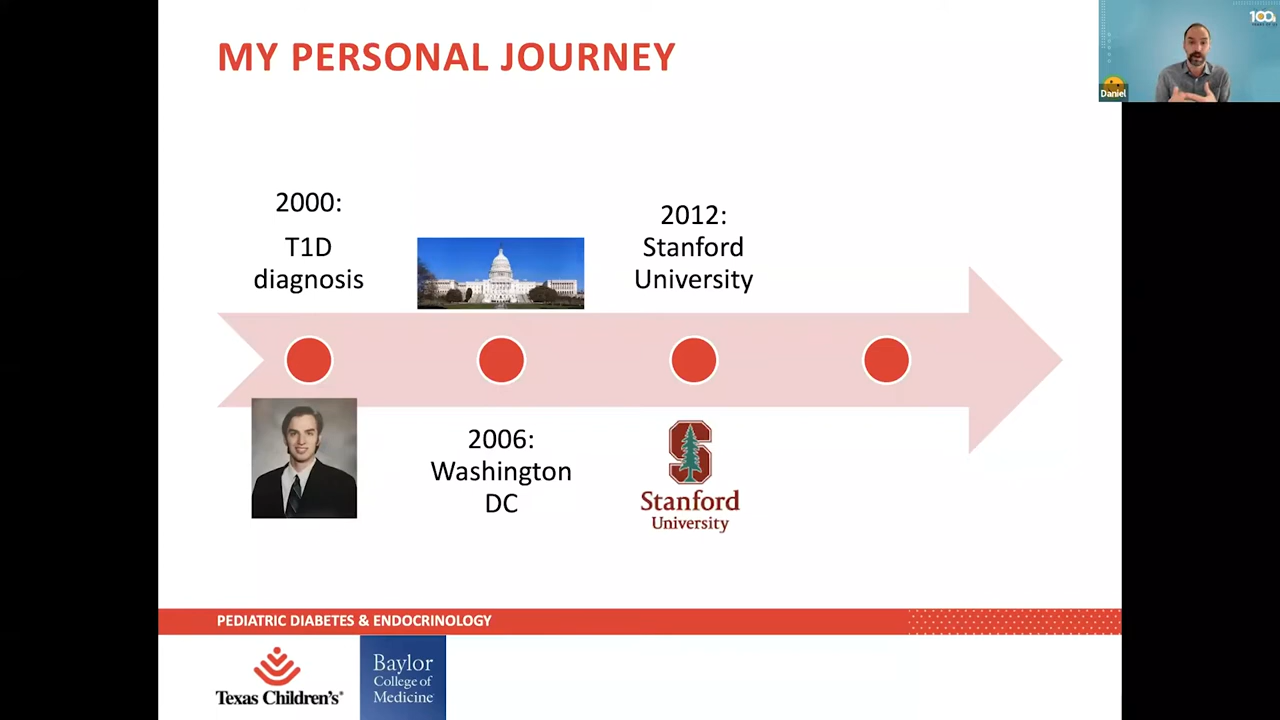 MY PERSONAL JOURNEY
100
Daniel
2000:
T1D
diagnosis
2006:
Washington
DC
2012:
Stanford
University
S
Stanford
University
PEDIATRIC DIABETES & ENDOCRINOLOGY
Texas Children's®
Baylor
College of
Medicine